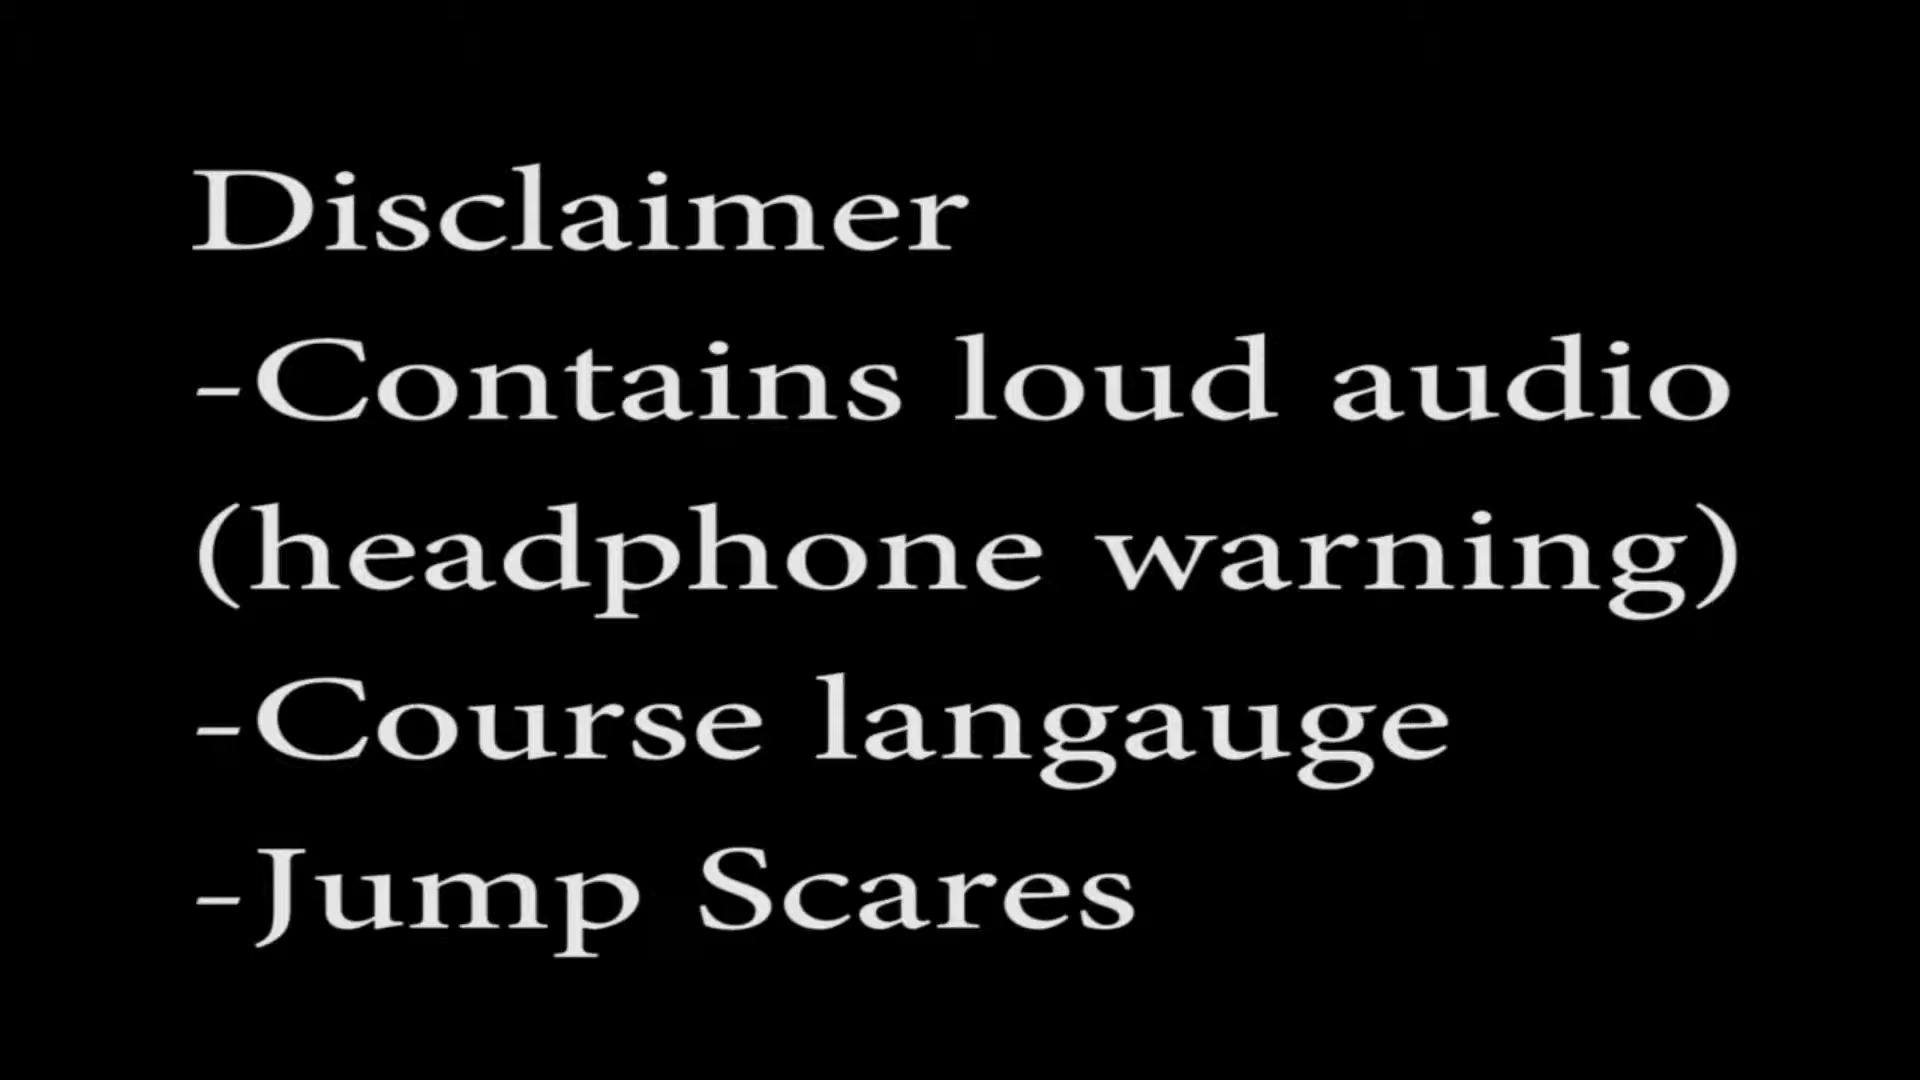 Disclaimer
-Contains loud audio
(headphone warning)
-Course langauge
-Jump Scares